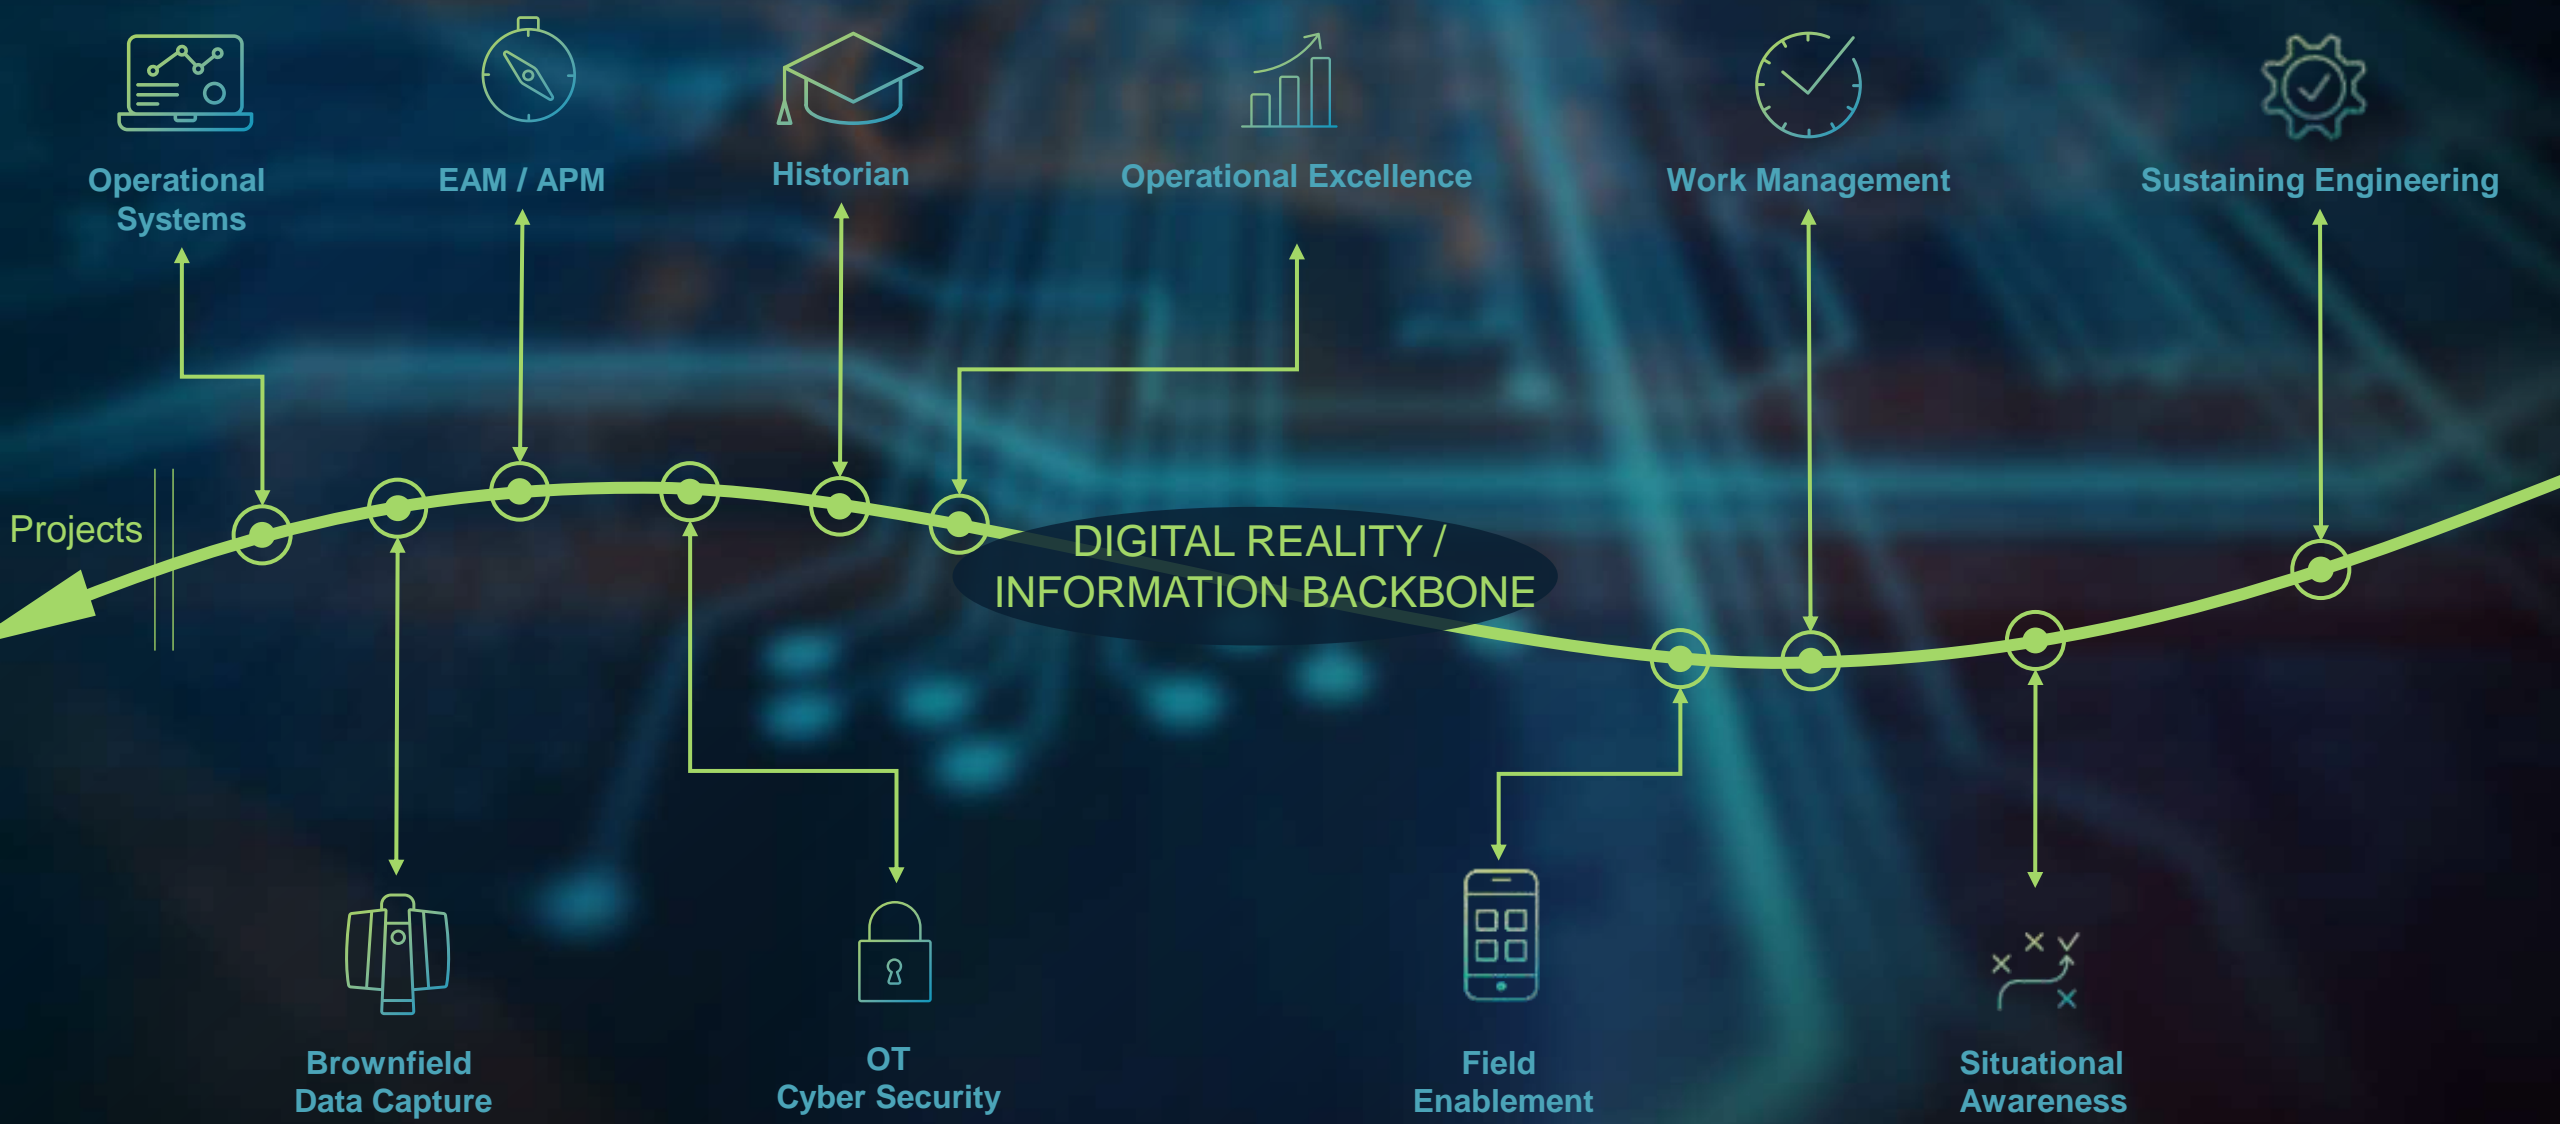 Operational
Systems
EAM / APM
Historian
Operational Excellence
Work Management
Sustaining Engineering
Projects
DIGITAL REALITY /
INFORMATION BACKBONE
Brownfield
Data Capture
OT
Cyber Security
Field
Enablement
Situational
Awareness